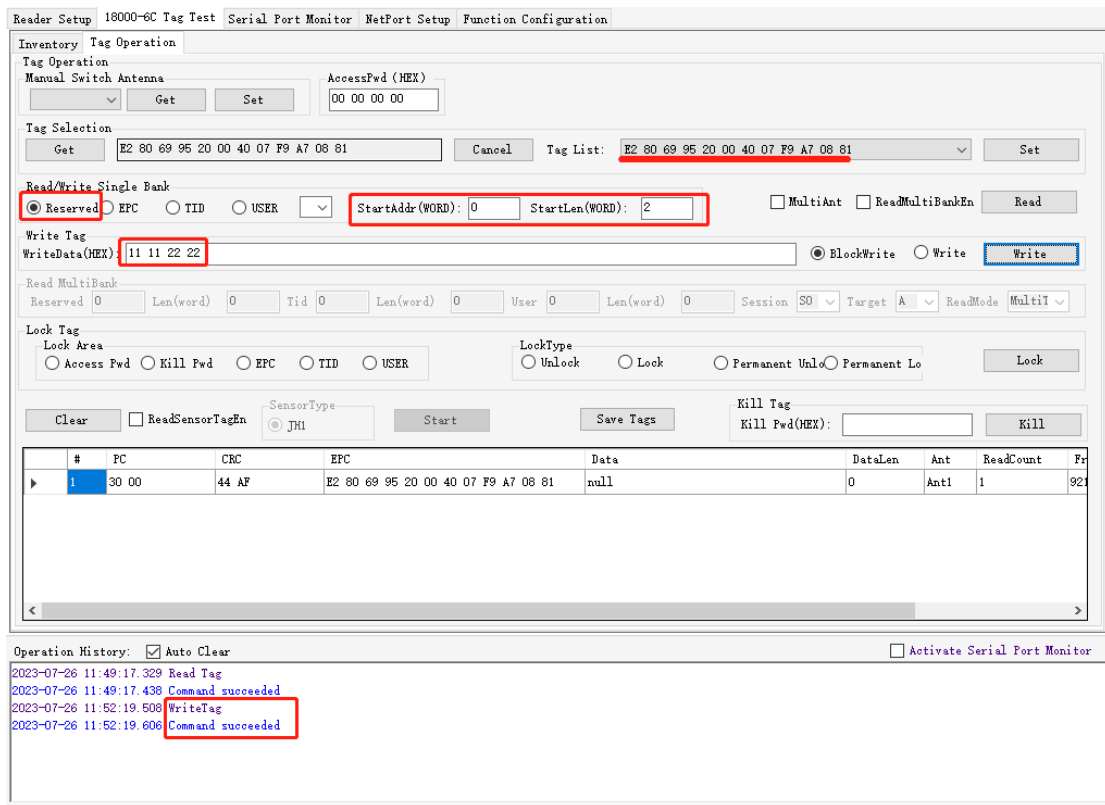 Reader Setup 18000-6C Tag Test Serial Port Monitor NetPort Setup Function Configuration
Inventory Tag Operation
Tag Operation
Manual Switch Antenna AccessPwd (HEX)
Get Set 00 00 00 00
Tag Selection
Get E2 80 69 95 20 00 40 07 F9 A7 08 81 Cancel Tag List: E2 80 69 95 20 00 40 07 F9 A7 08 81 Set
Read/Write Single Bank
Reserved EPC TID USER StartAddr(WORD): 0 StartLen(WORD): 2 MultiAnt ReadMultiBankEn Read
Write Tag
WriteData(HEX): 11 11 22 22 BlockWrite Write Write
Read MultiBank
Reserved 0 Len(word) 0 Tid 0 Len(word) 0 User 0 Len(word) 0 Session S0 Target A ReadMode MultiT
Lock Tag
Lock Area LockType
Access Pwd Kill Pwd EPC TID USER Unlock Lock Permanent Unlo Permanent Lo Lock
SensorType Kill Tag
Clear ReadSensorTagEn JH1 Start Save Tags Kill Pwd(HEX): Kill
# PC CRC EPC Data DataLen Ant ReadCount Fr
1 30 00 44 AF E2 80 69 95 20 00 40 07 F9 A7 08 81 null 0 Ant1 1 921
Operation History: Auto Clear Activate Serial Port Monitor
2023-07-26 11:49:17.329 Read Tag
2023-07-26 11:49:17.438 Command succeeded
2023-07-26 11:52:19.508 WriteTag
2023-07-26 11:52:19.606 Command succeeded